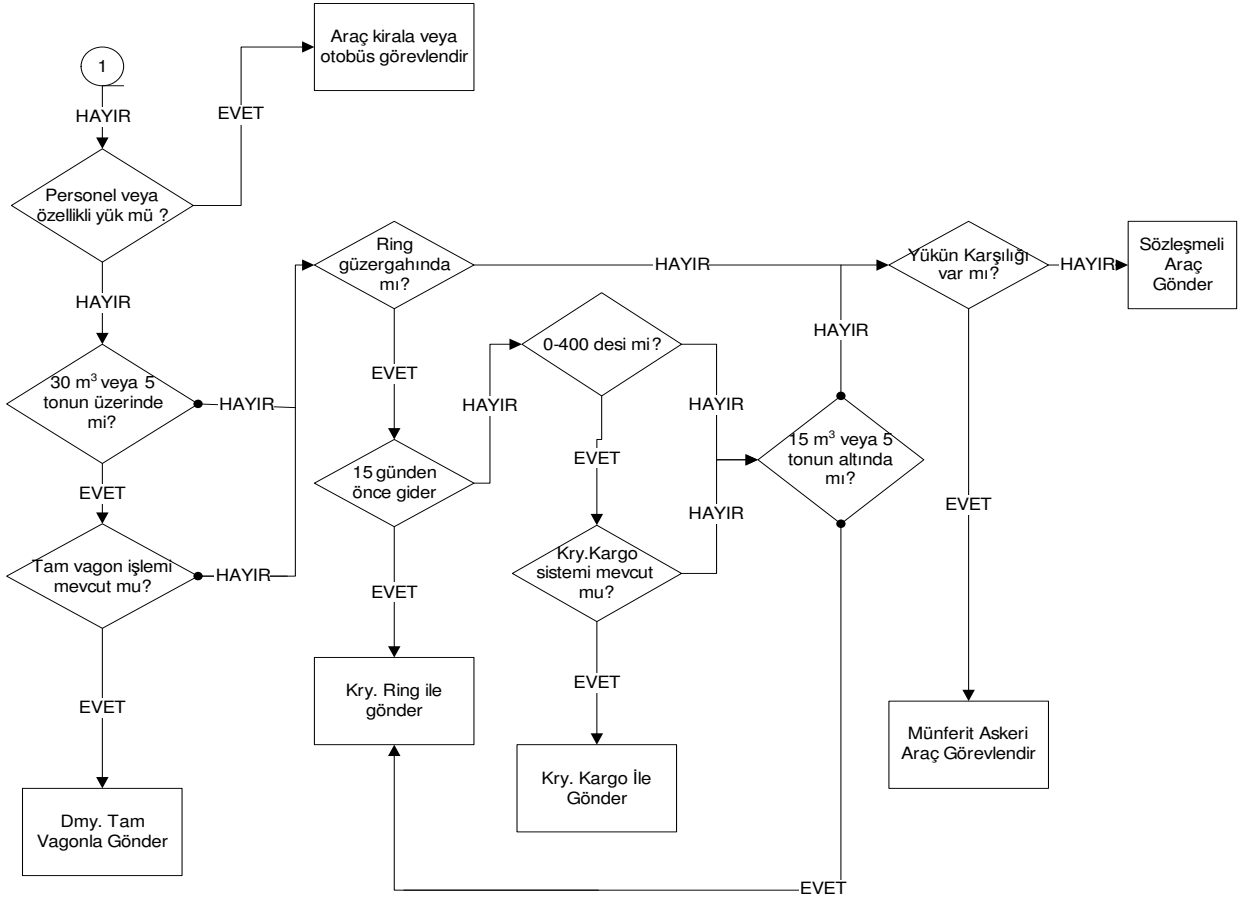 1
HAYIR
Personel veya
özellikli yük mü ?
EVET
Araç kirala veya
otobüs görevlendir
HAYIR
30 m³ veya 5
tonun üzerinde
mi?
HAYIR
EVET
Tam vagon işlemi
mevcut mu?
HAYIR
EVET
Dmy. Tam
Vagonla Gönder
Ring
güzergahında
mı?
HAYIR
EVET
15 günden
önce gider
HAYIR
EVET
Kry. Ring ile
gönder
0-400 desi mi?
HAYIR
EVET
Kry.Kargo
sistemi mevcut
mu?
HAYIR
EVET
Kry. Kargo İle
Gönder
15 m³ veya 5
tonun altında
mı?
HAYIR
EVET
Yükün Karşılığı
var mı?
HAYIR
Sözleşmeli
Araç
Gönder
EVET
Münferit Askeri
Araç Görevlendir